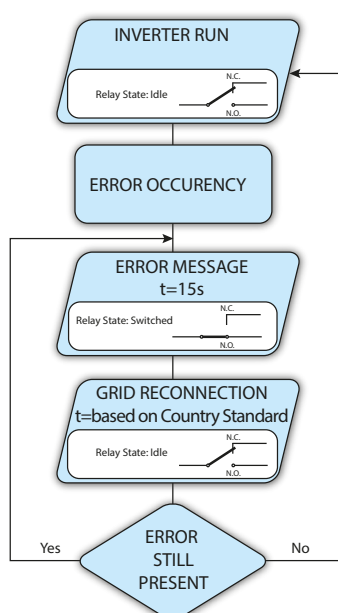 INVERTER RUN
N.C.
Relay State: Idle
N.O.
ERROR OCCURENCY
ERROR MESSAGE
t=15s
N.C.
Relay State: Switched
N.O.
GRID RECONNECTION
t=based on Country Standard
N.C.
Relay State: Idle
N.O.
Yes
ERROR
STILL
PRESENT
No